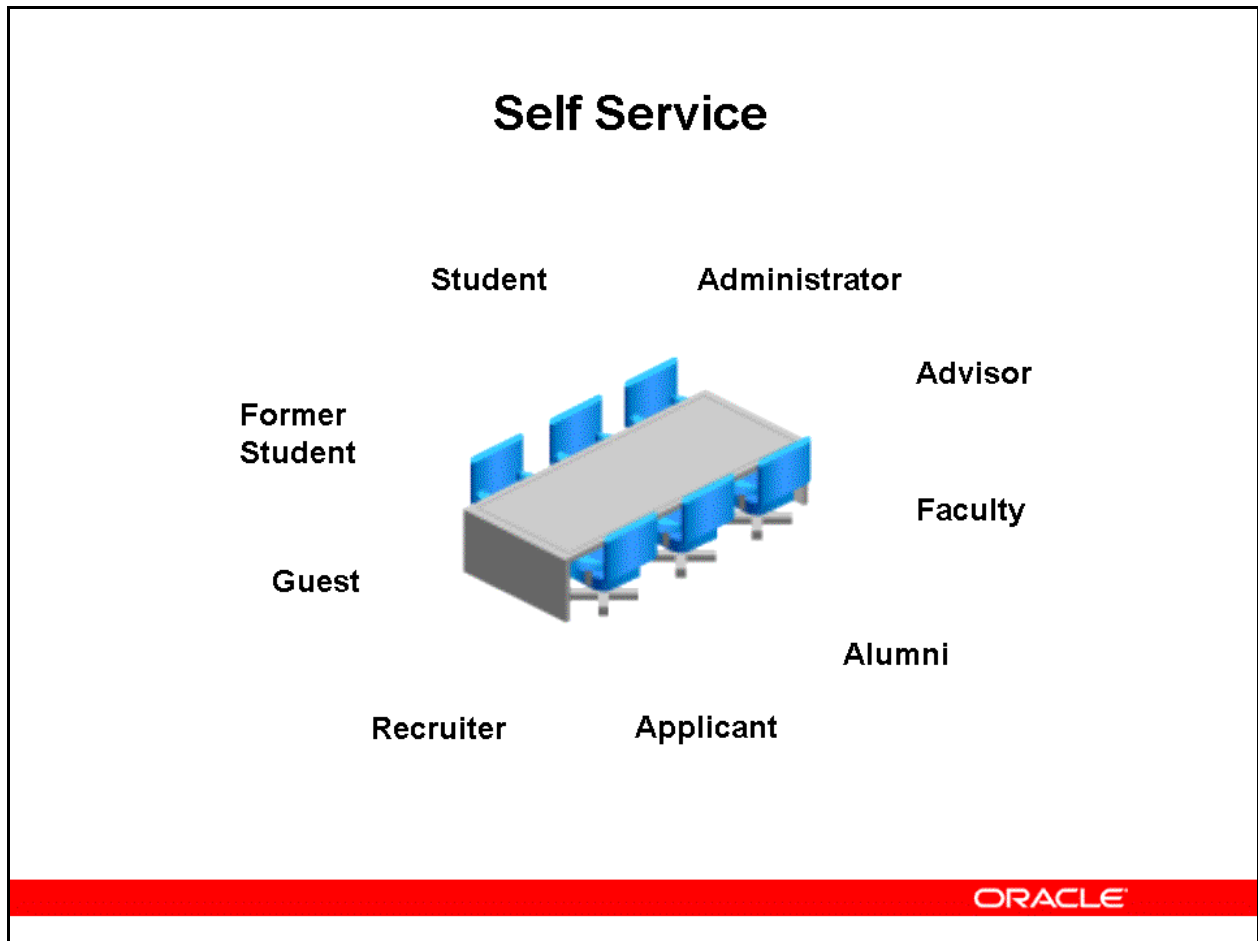 Self Service
Student
Administrator
Advisor
Former
Student
Faculty
Guest
Alumni
Recruiter
Applicant
ORACLE